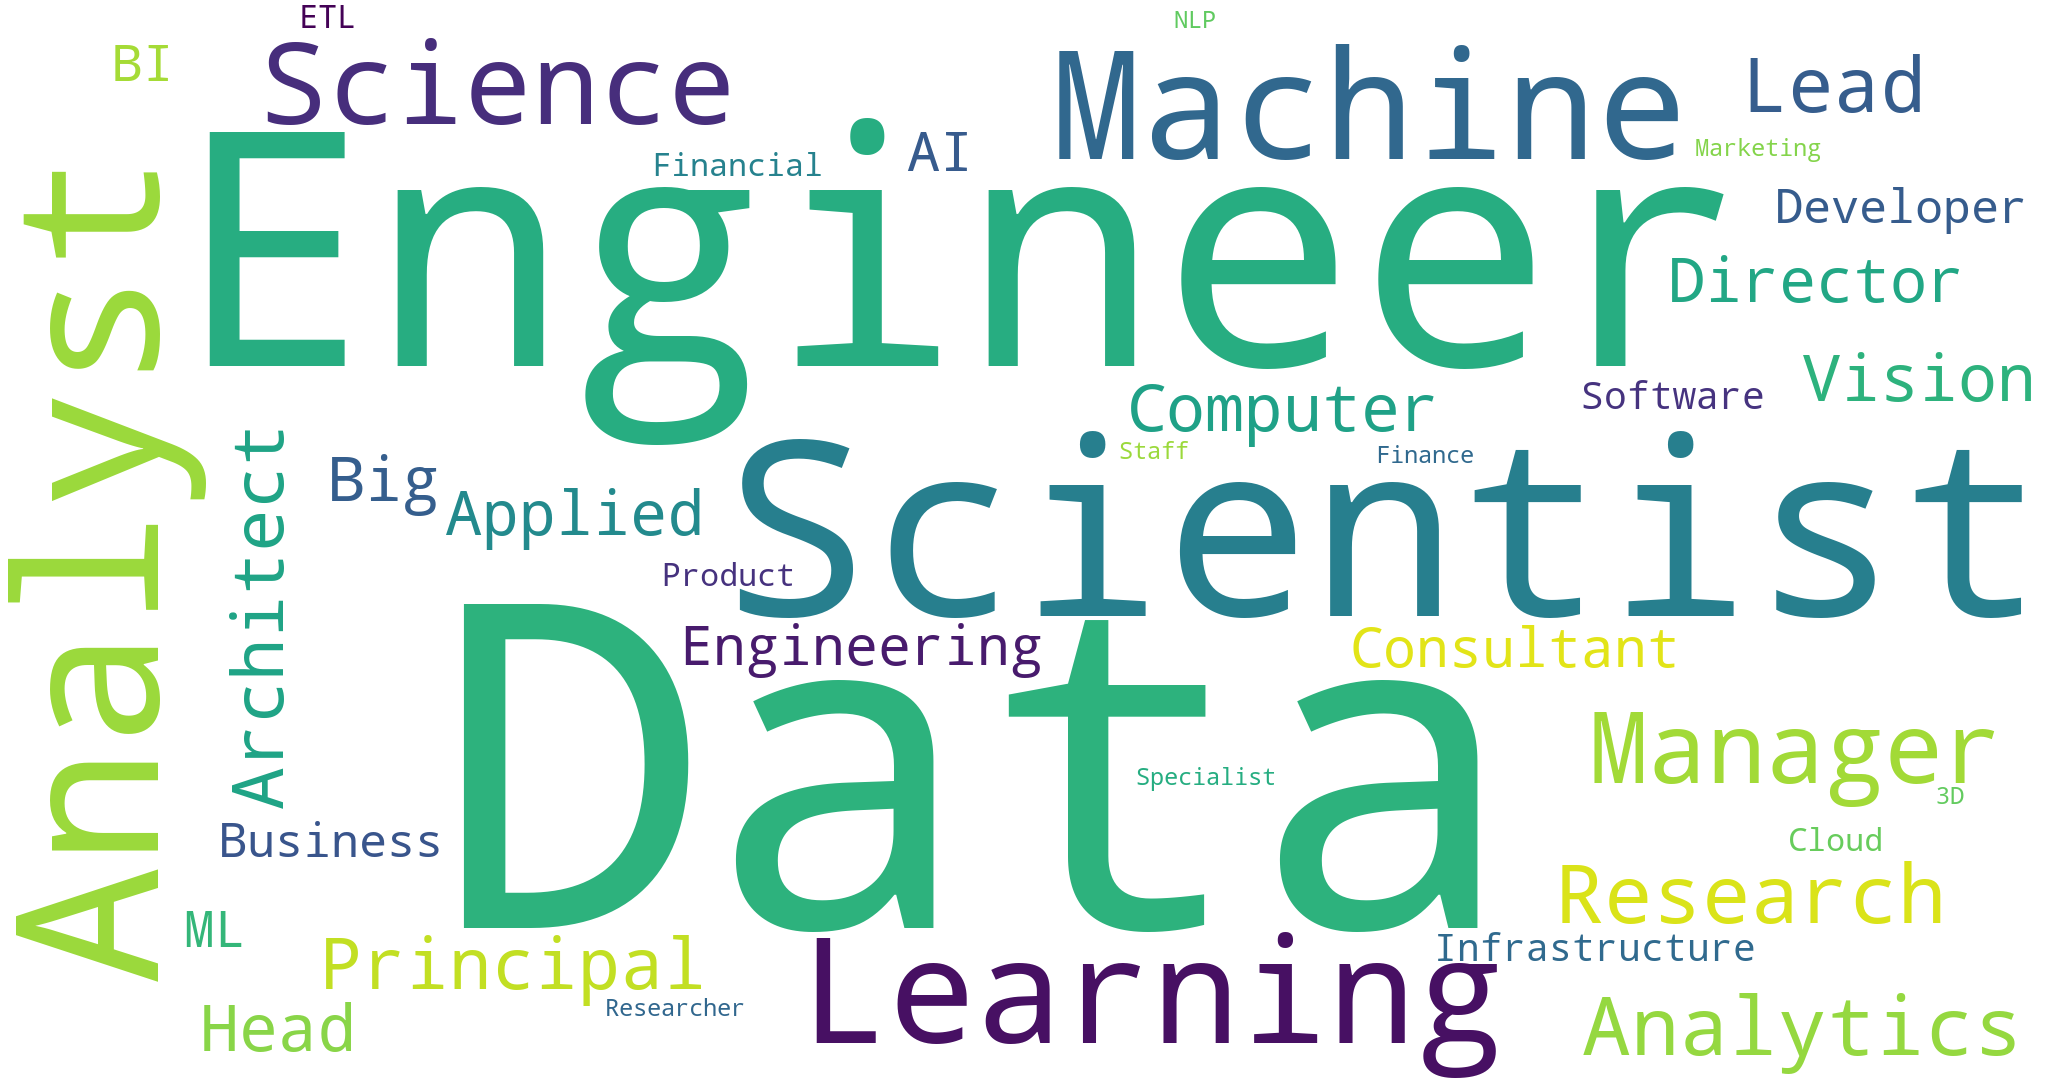 ETL
NLP
BI
Science
Machine
Lead
Financial
AI
Marketing
Engineer
Developer
Director
Analyst
Computer
Software
Vision
Architect
Big
Applied
Staff
Finance
Scientist
Product
Engineering
Consultant
Data
Specialist
Manager
3D
Business
Cloud
Research
ML
Principal
Learning
Infrastructure
Head
Researcher
Analytics